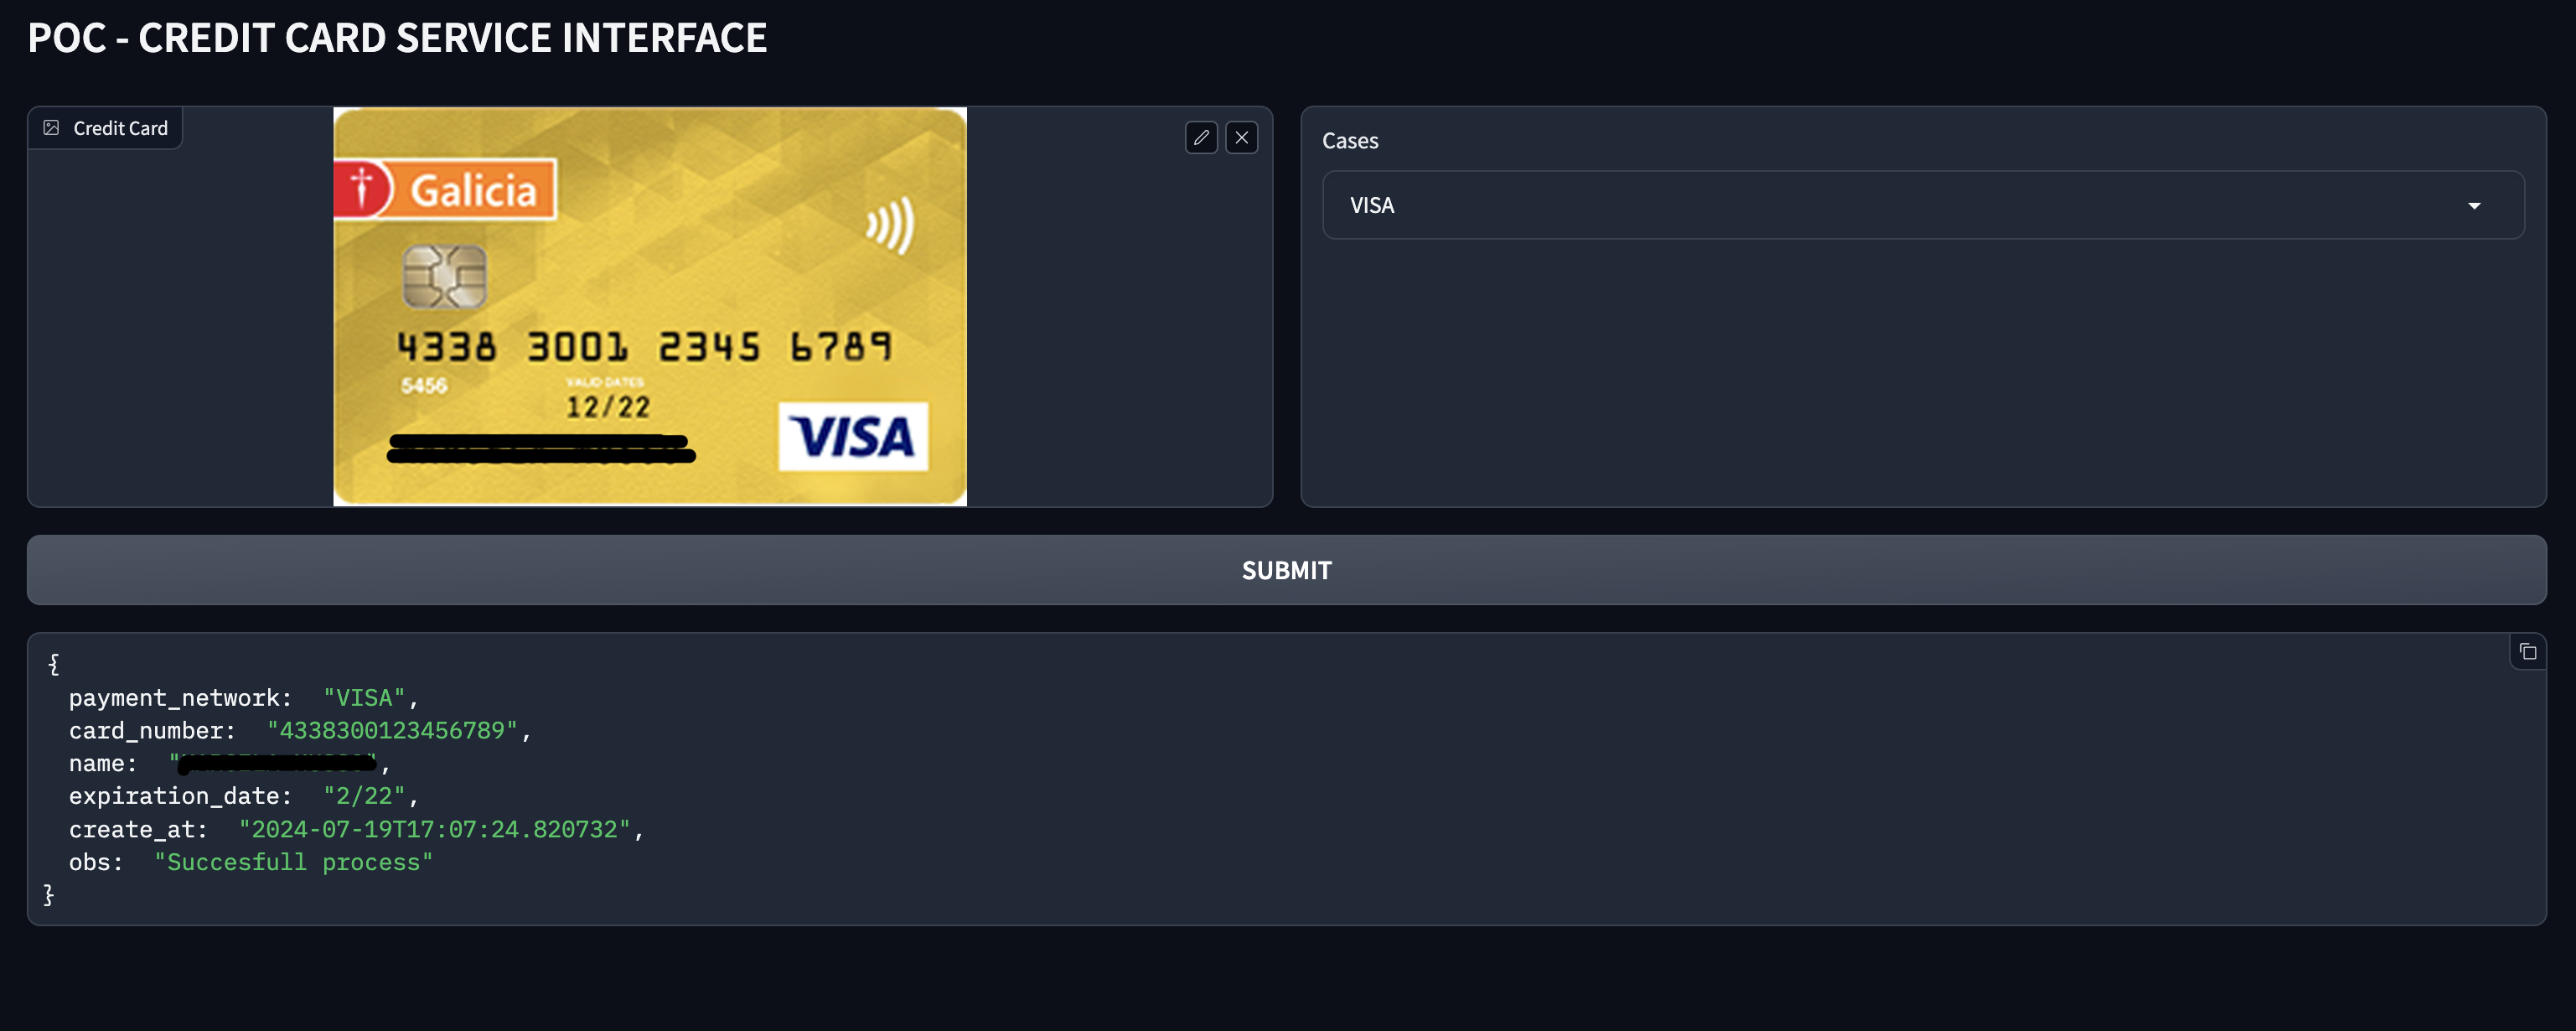 POC - CREDIT CARD SERVICE INTERFACE
Credit Card
Galicia
4338 3001 2345 6789
5456
VALID DATES
12/22
VISA
Cases
VISA
SUBMIT
{
payment_network: "VISA",
card_number: "4338300123456789",
name: "",
expiration_date: "2/22",
create_at: "2024-07-19T17:07:24.820732",
obs: "Succesfull process"
}